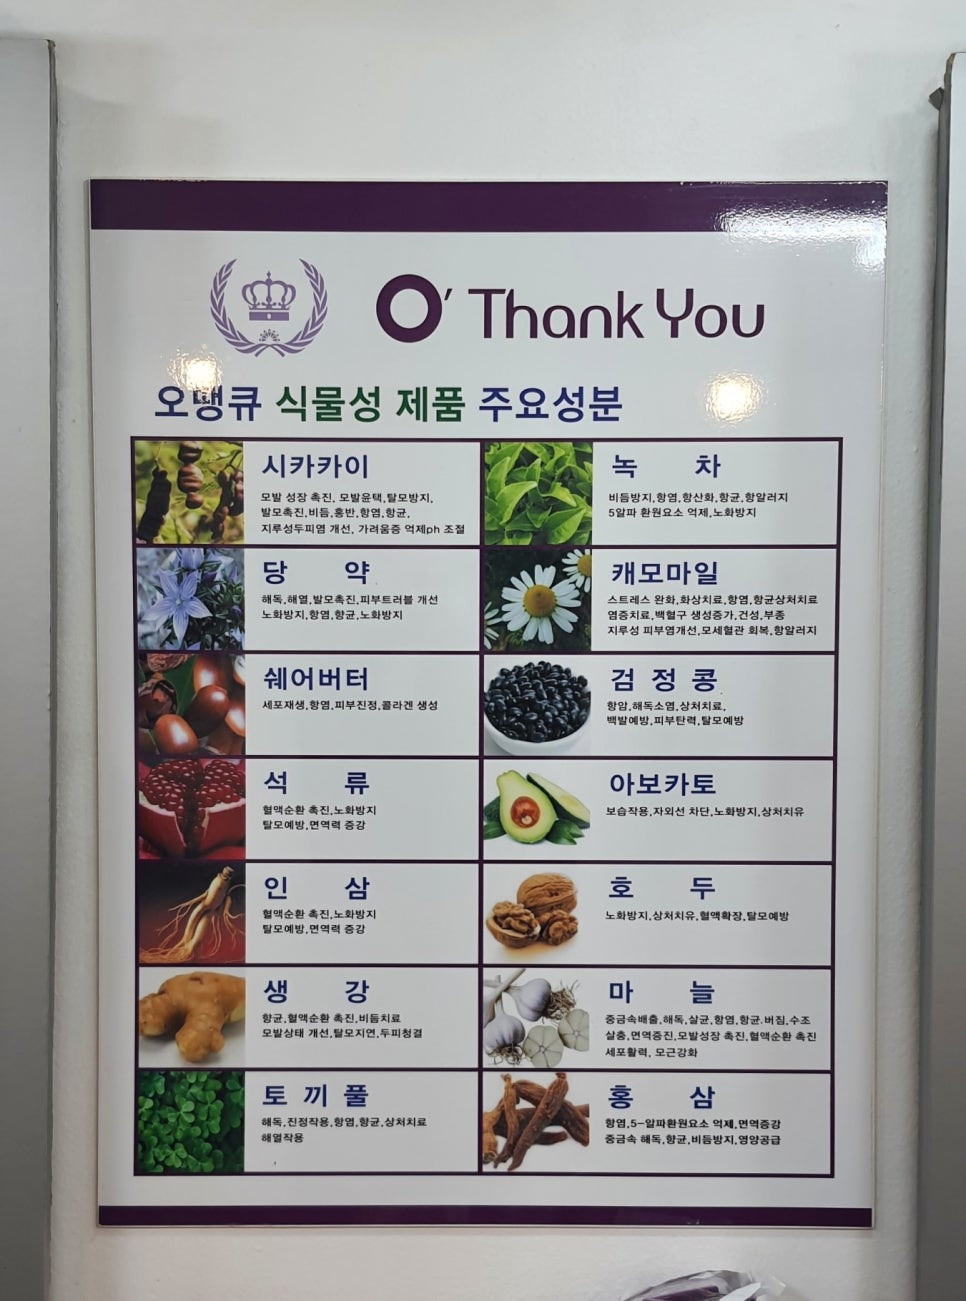 O' Thank You
오땡큐 식물성 제품 주요성분
시카카이
모발 성장 촉진, 모발윤택,탈모방지,
발모촉진,비듬,홍반,항염,항균,
지루성두피염 개선, 가려움증 억제ph 조절
녹 차
비듬방지,항염,항산화,항균,항알러지
5알파 환원요소 억제,노화방지
당 약
해독,해열,발모촉진,피부트러블 개선
노화방지,항염,항균,노화방지
캐모마일
스트레스 완화,화상치료,항염,항균상처치료
염증치료,백혈구 생성증가,건성,부종
지루성 피부염개선,모세혈관 회복,항알러지
쉐어버터
세포재생,항염,피부진정,콜라겐 생성
검 정 콩
항암,해독소염,상처치료,
백발예방,피부탄력,탈모예방
석 류
혈액순환 촉진,노화방지
탈모예방,면역력 증강
아보카토
보습작용,자외선 차단,노화방지,상처치유
인 삼
혈액순환 촉진,노화방지
탈모예방,면역력 증강
호 두
노화방지,상처치유,혈액확장,탈모예방
생 강
항균,혈액순환 촉진,비듬치료
모발상태 개선,탈모지연,두피청결
마 늘
중금속배출,해독,살균,항염,항균.버짐,수조
살충,면역증진,모발성장 촉진,혈액순환 촉진
세포활력, 모근강화
토 끼 풀
해독,진정작용,항염,항균,상처치료
해열작용
홍 삼
항염,5-알파환원요소 억제,면역증강
중금속 해독,항균,비듬방지,영양공급